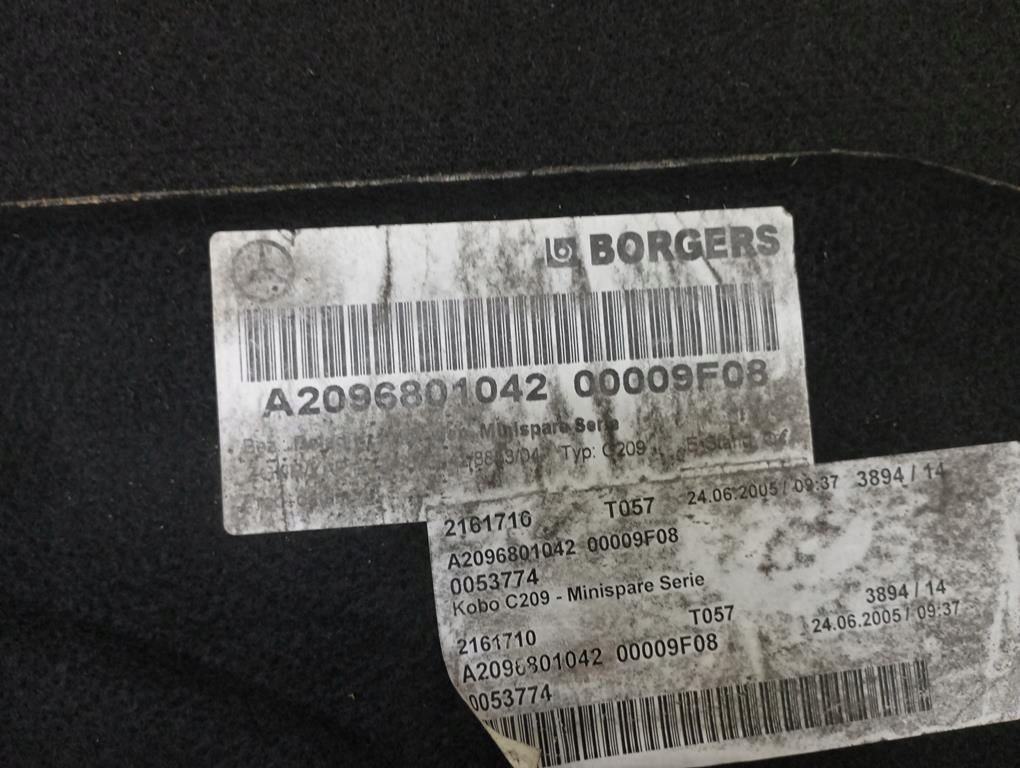 BORGERS
A2096801042 00009F08
Minispare Serie
Typ: C209
2161716 T057 24.06.2005 / 09:37 3894 / 14
A2096801042 00009F08
0053774
Kobo C209 - Minispare Serie
2161710 T057 3894 / 14
24.06.2005 / 09:37
A2096801042 00009F08
0053774